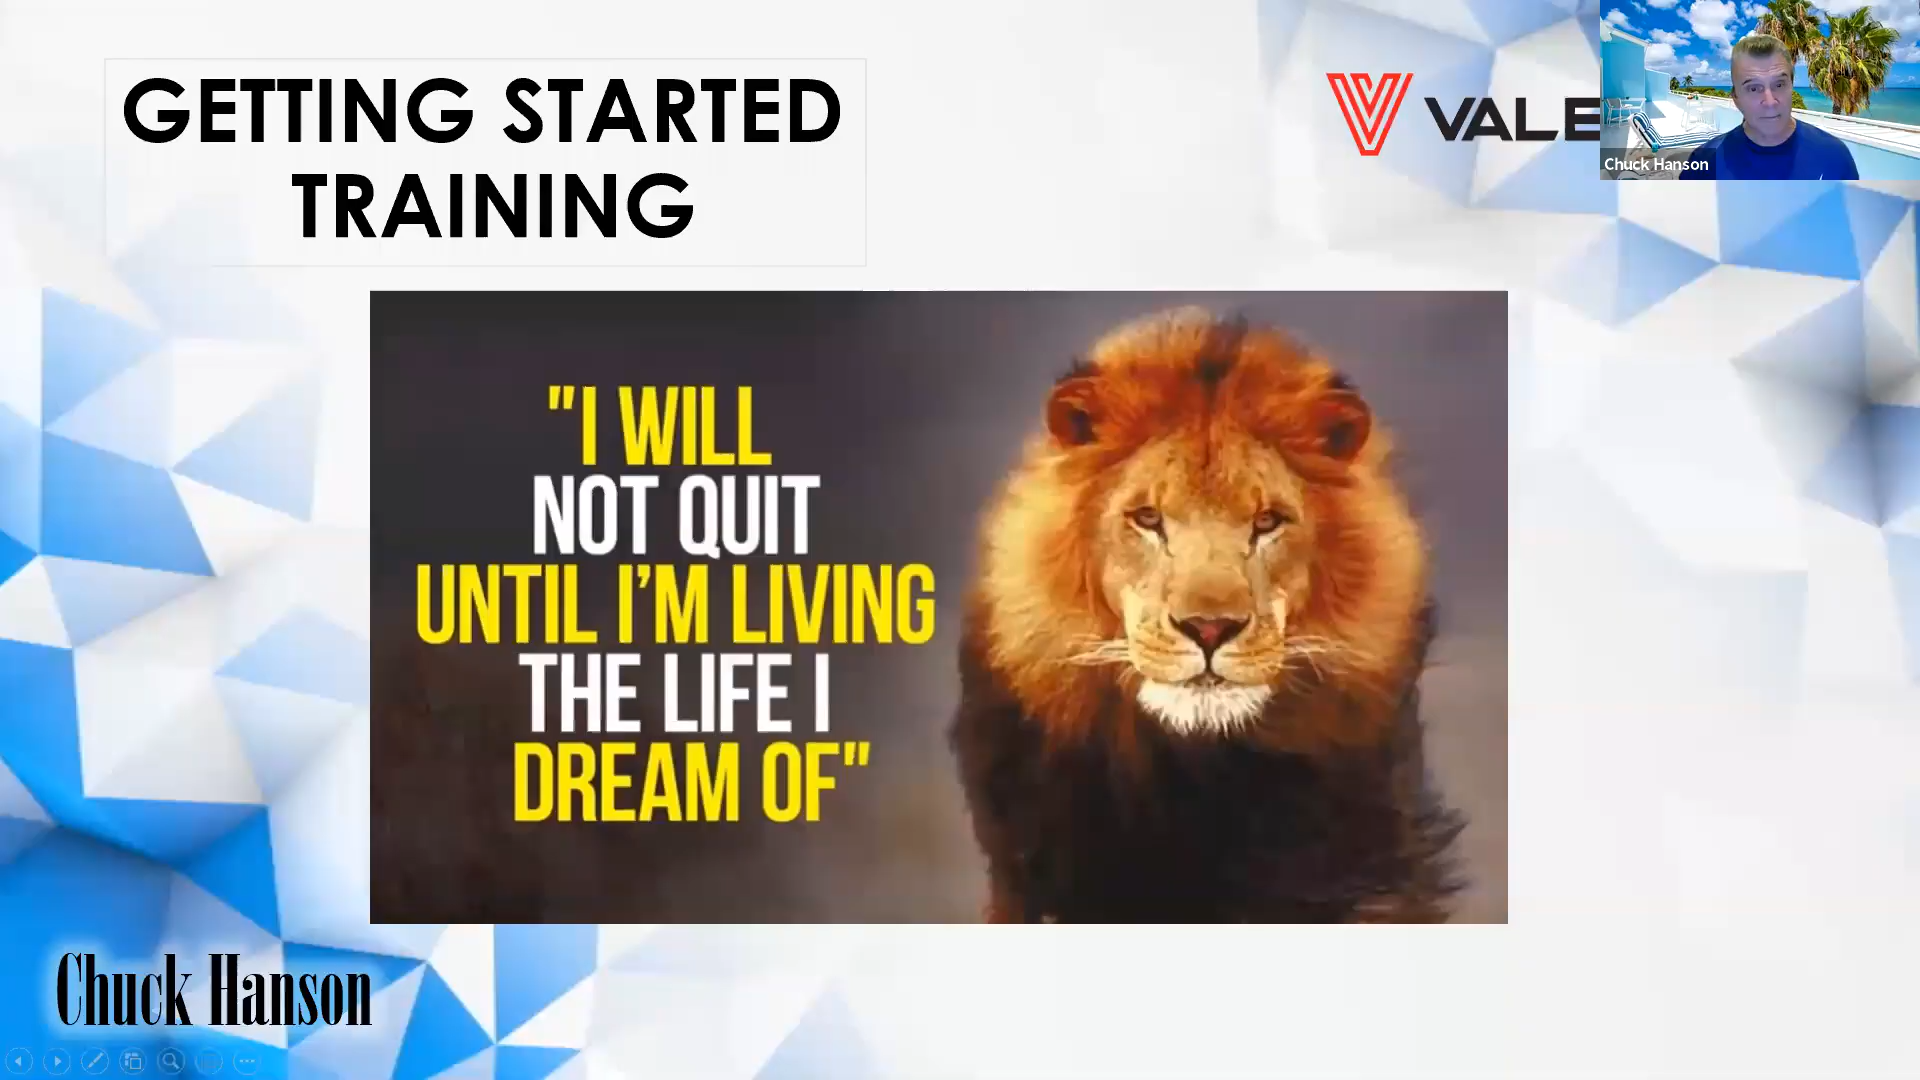 GETTING STARTED
TRAINING
VALE
Chuck Hanson
"I WILL
NOT QUIT
UNTIL I'M LIVING
THE LIFE I
DREAM OF"
Chuck Hanson